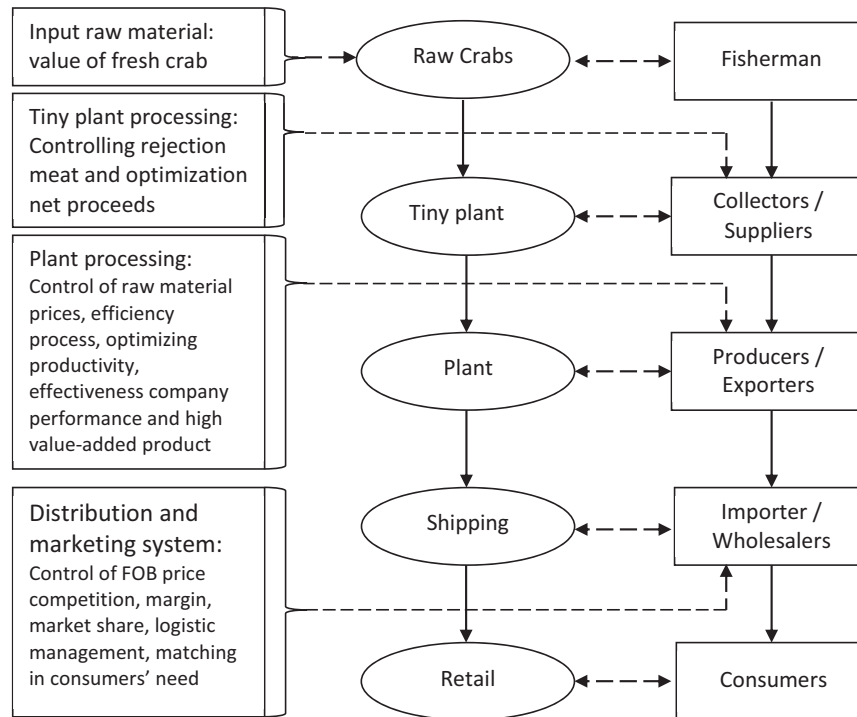 Input raw material:
value of fresh crab
Raw Crabs
Fisherman
Tiny plant processing:
Controlling rejection
meat and optimization
net proceeds
Tiny plant
Collectors /
Suppliers
Plant processing:
Control of raw material
prices, efficiency
process, optimizing
productivity,
effectiveness company
performance and high
value-added product
Plant
Producers /
Exporters
Distribution and
marketing system:
Control of FOB price
competition, margin,
market share, logistic
management, matching
in consumers’ need
Shipping
Importer /
Wholesalers
Retail
Consumers